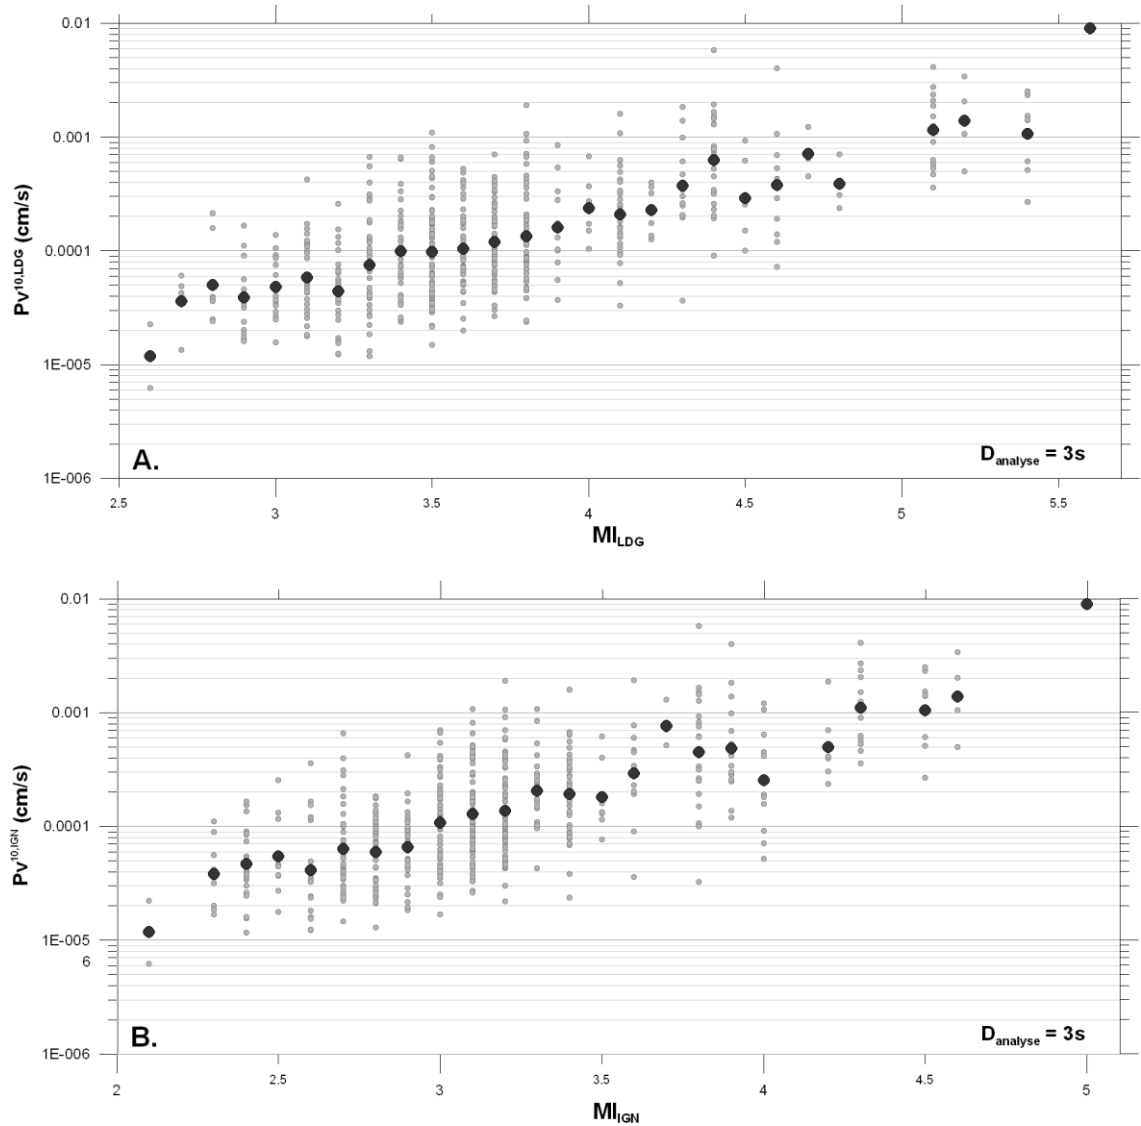 0.01
0.001
0.0001
1E-005
1E-006
Pv10,LDG (cm/s)
A.
Danalyse = 3s
2.5 3 3.5 4 4.5 5 5.5
MlLDG
0.01
0.001
0.0001
1E-005
6
1E-006
Pv10,IGN (cm/s)
B.
Danalyse = 3s
2 2.5 3 3.5 4 4.5 5
MlIGN